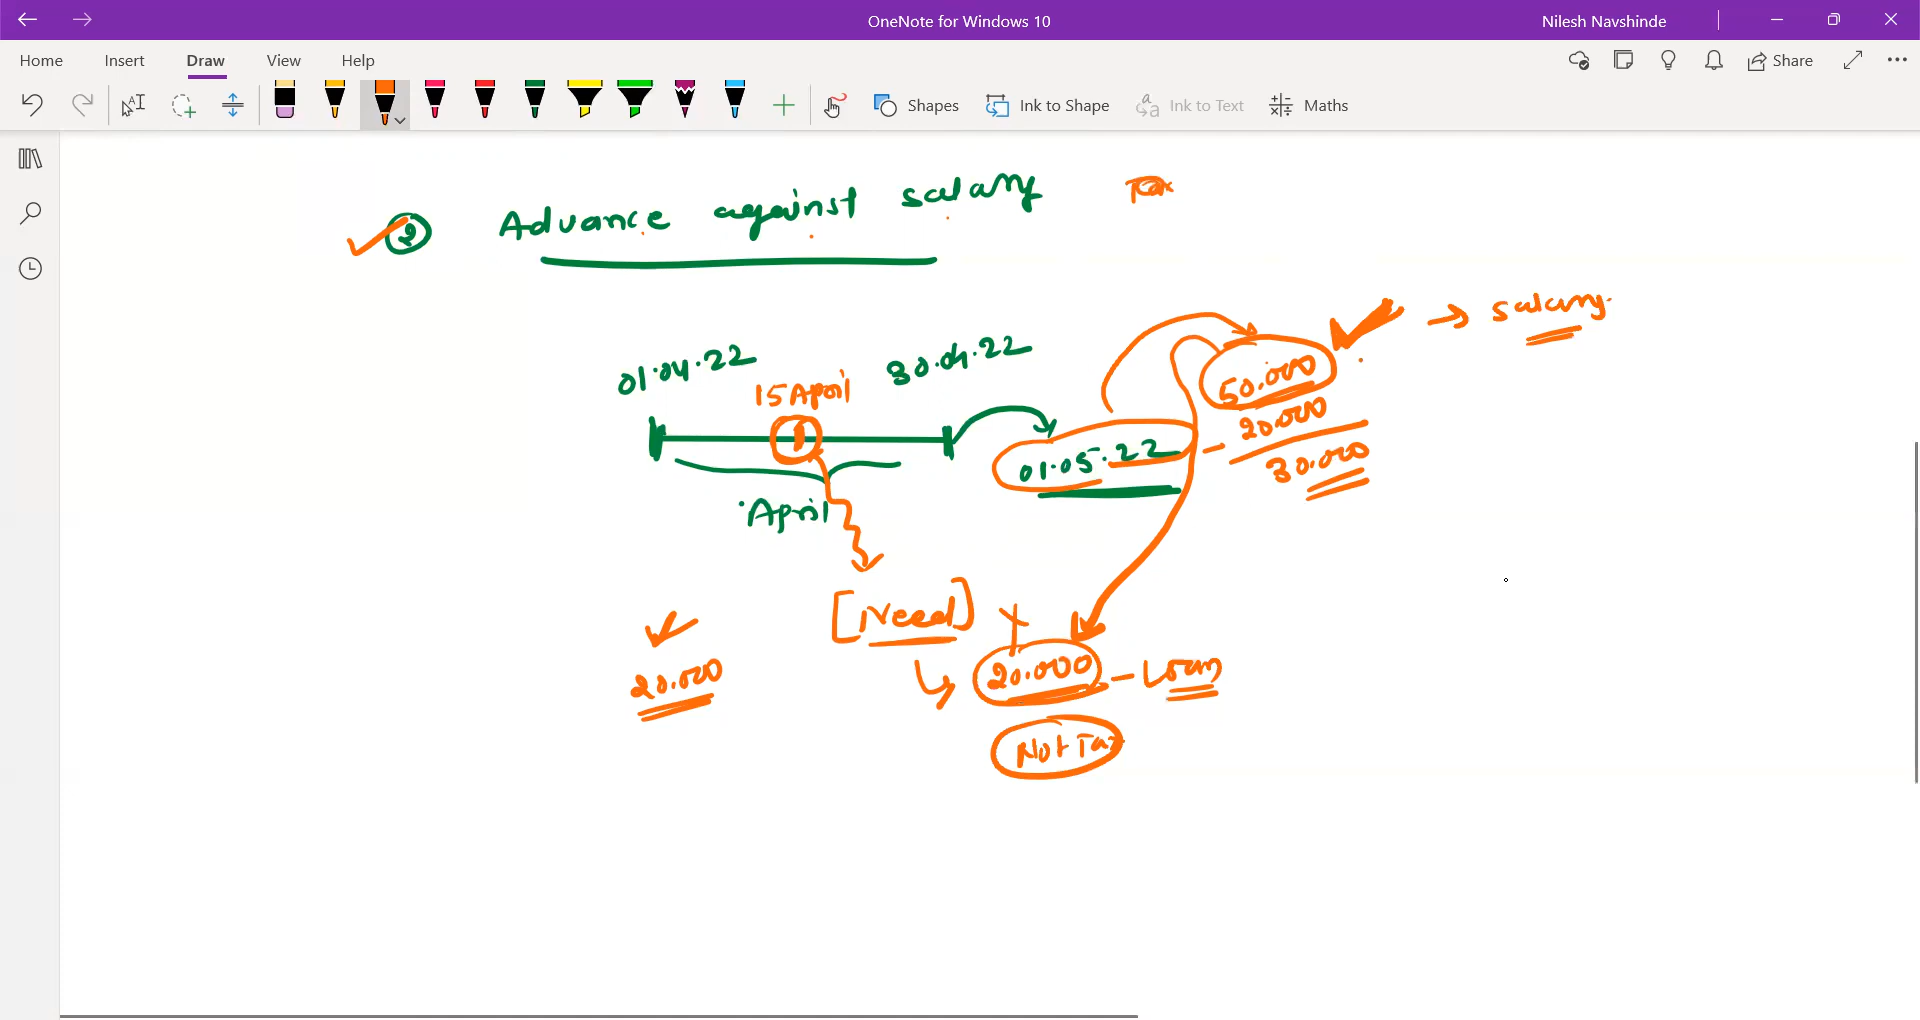 OneNote for Windows 10
Nilesh Navshinde
Home Insert Draw View Help
Share
Shapes Ink to Shape Ink to Text Maths
② Advance against salary Tax
→ salary
01.04.22 30.04.22
15 April
50.000
- 20.000
30.000
01.05.22
April
[Need]
20.000
20.000 - Loan
Not Tax